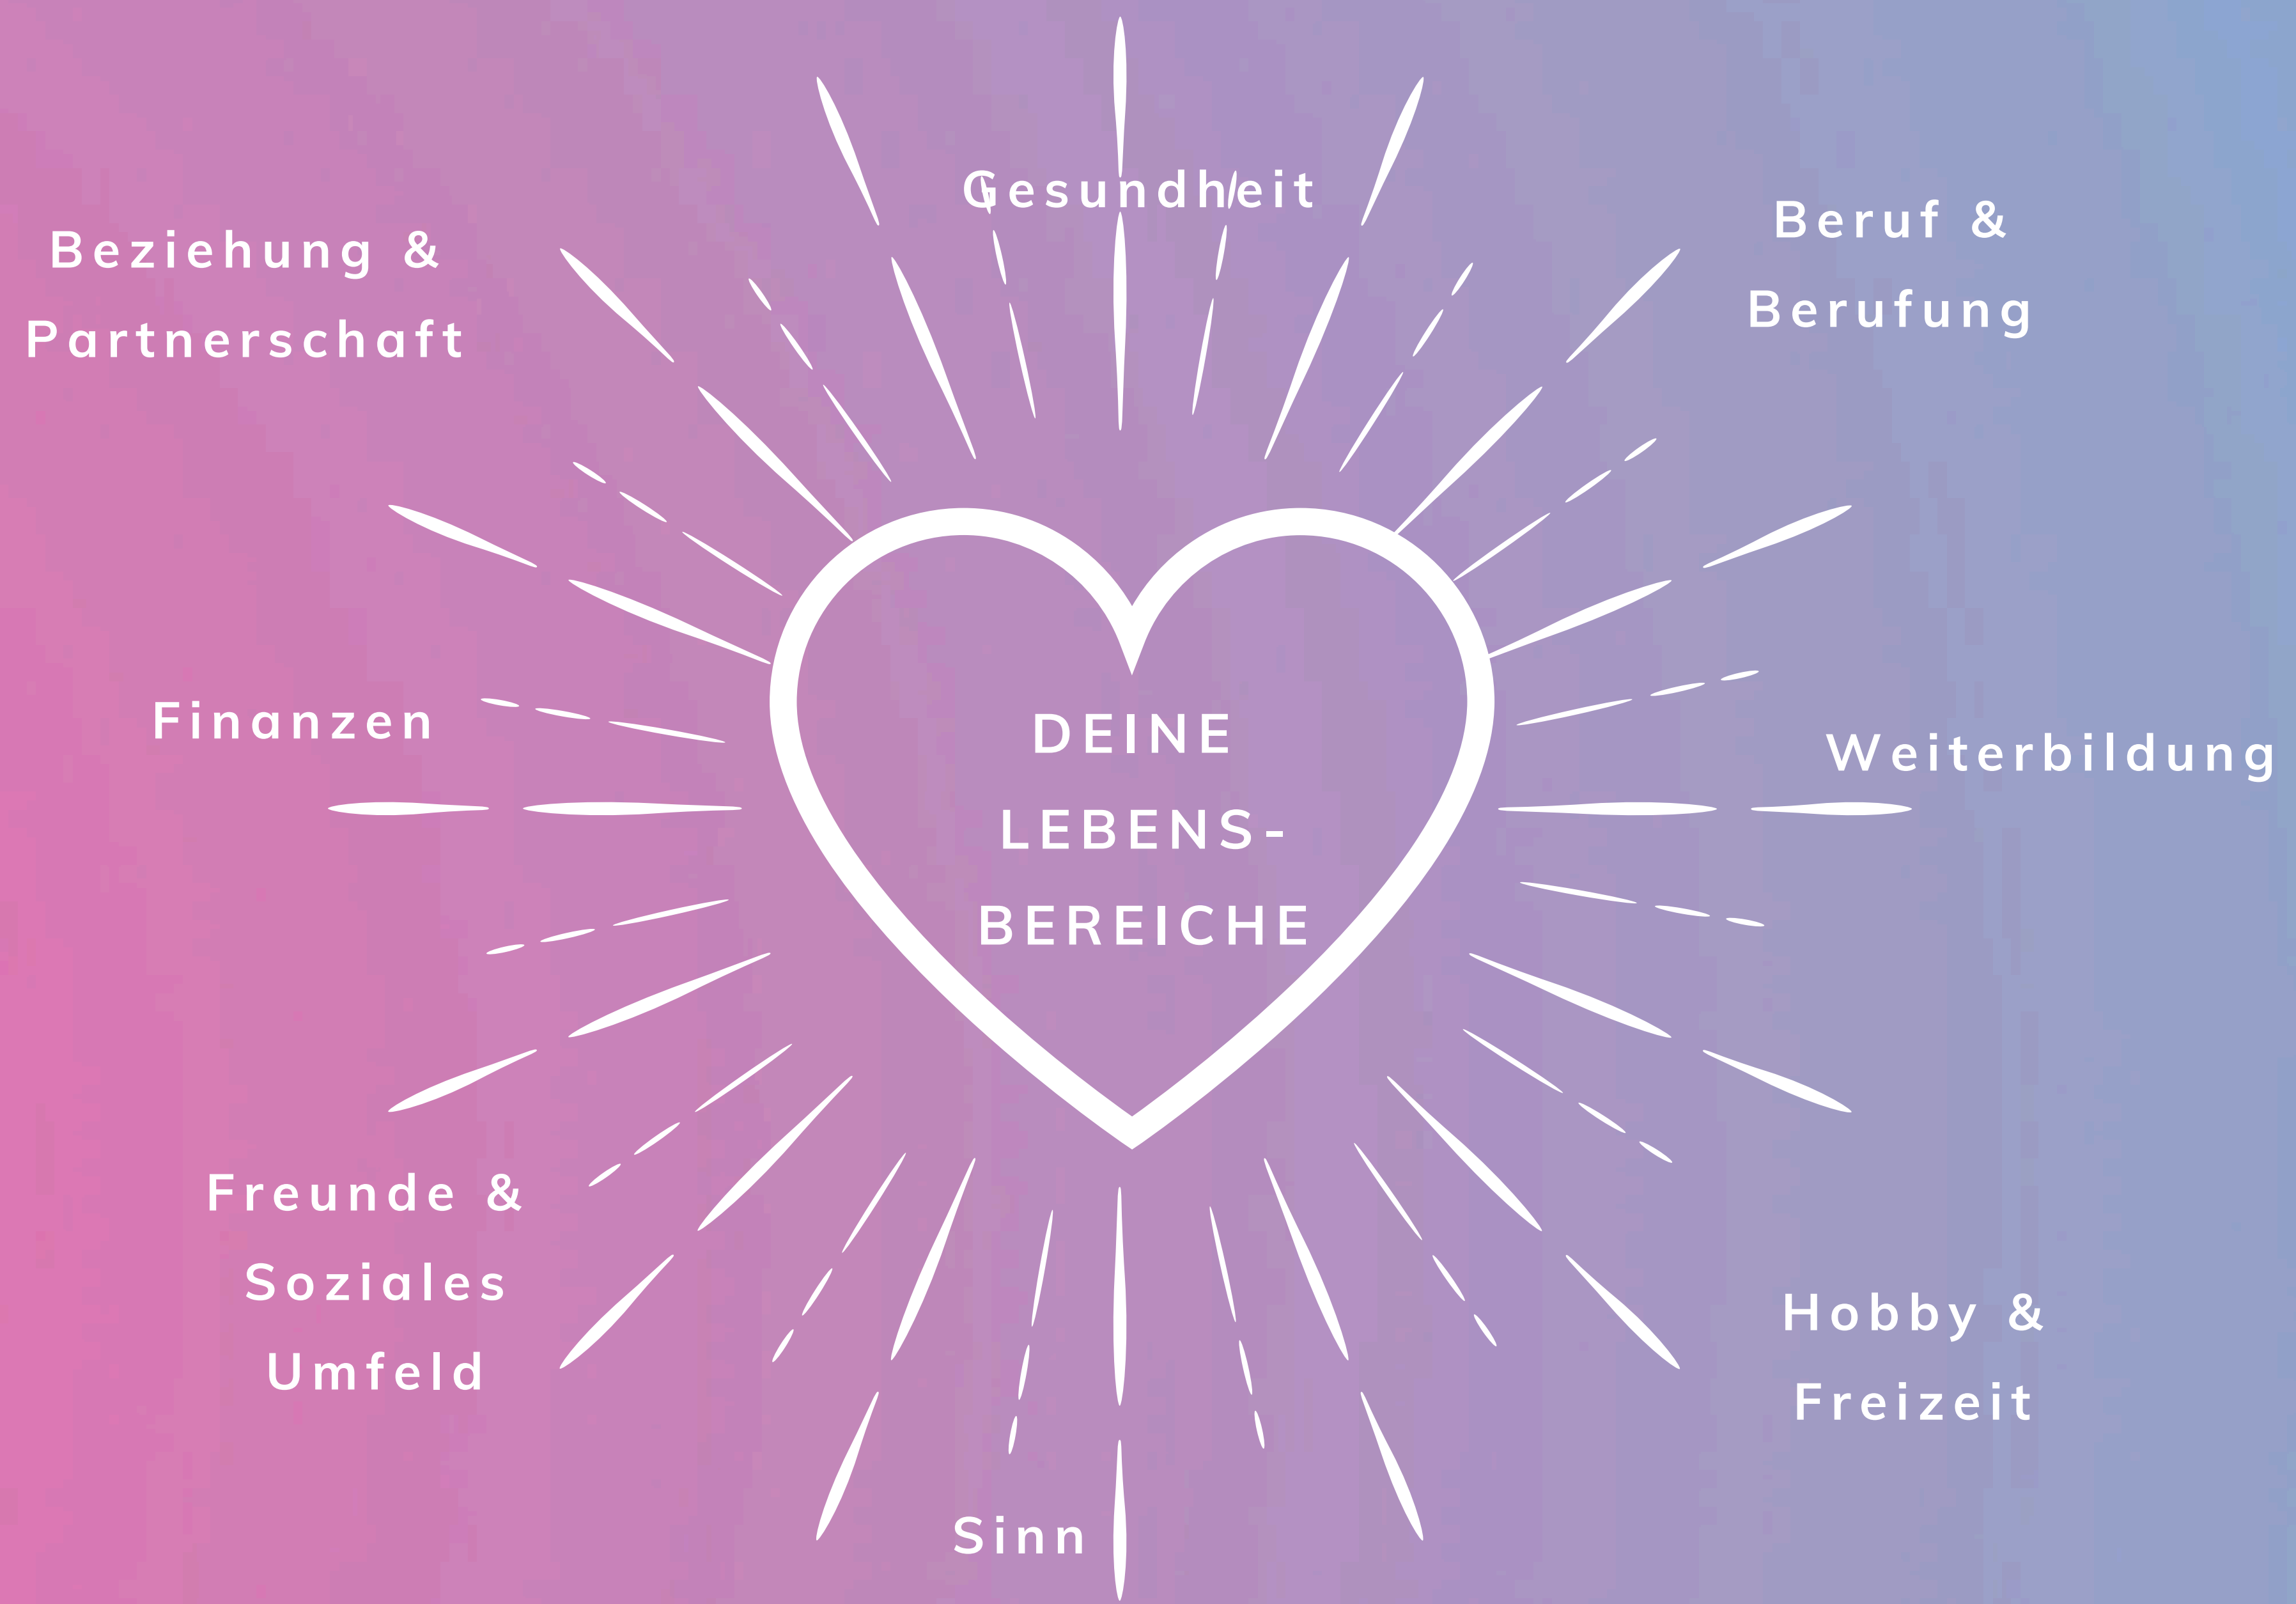 Gesundheit
Beruf &
Berufung
Beziehung &
Partnerschaft
Finanzen
DEINE
LEBENS-
BEREICHE
Weiterbildung
Freunde &
Soziales
Umfeld
Hobby &
Freizeit
Sinn